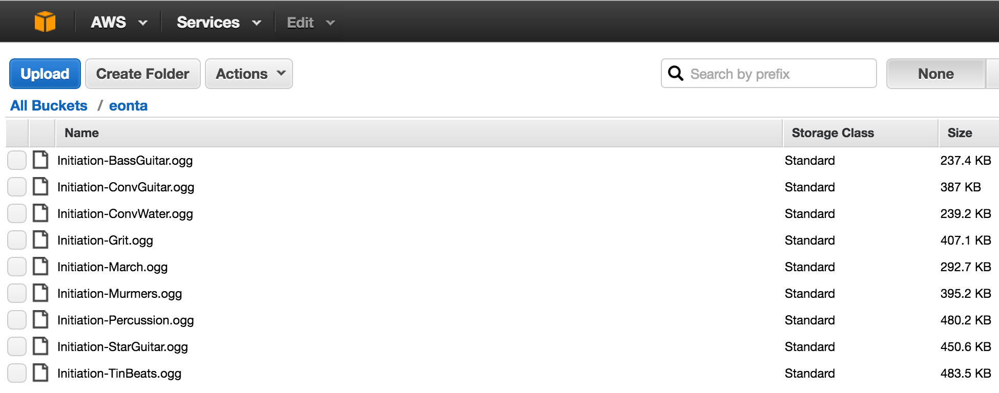 AWS Services Edit
Upload Create Folder Actions Search by prefix None
All Buckets / eonta
Name Storage Class Size
Initiation-BassGuitar.ogg Standard 237.4 KB
Initiation-ConvGuitar.ogg Standard 387 KB
Initiation-ConvWater.ogg Standard 239.2 KB
Initiation-Grit.ogg Standard 407.1 KB
Initiation-March.ogg Standard 292.7 KB
Initiation-Murmers.ogg Standard 395.2 KB
Initiation-Percussion.ogg Standard 480.2 KB
Initiation-StarGuitar.ogg Standard 450.6 KB
Initiation-TinBeats.ogg Standard 483.5 KB